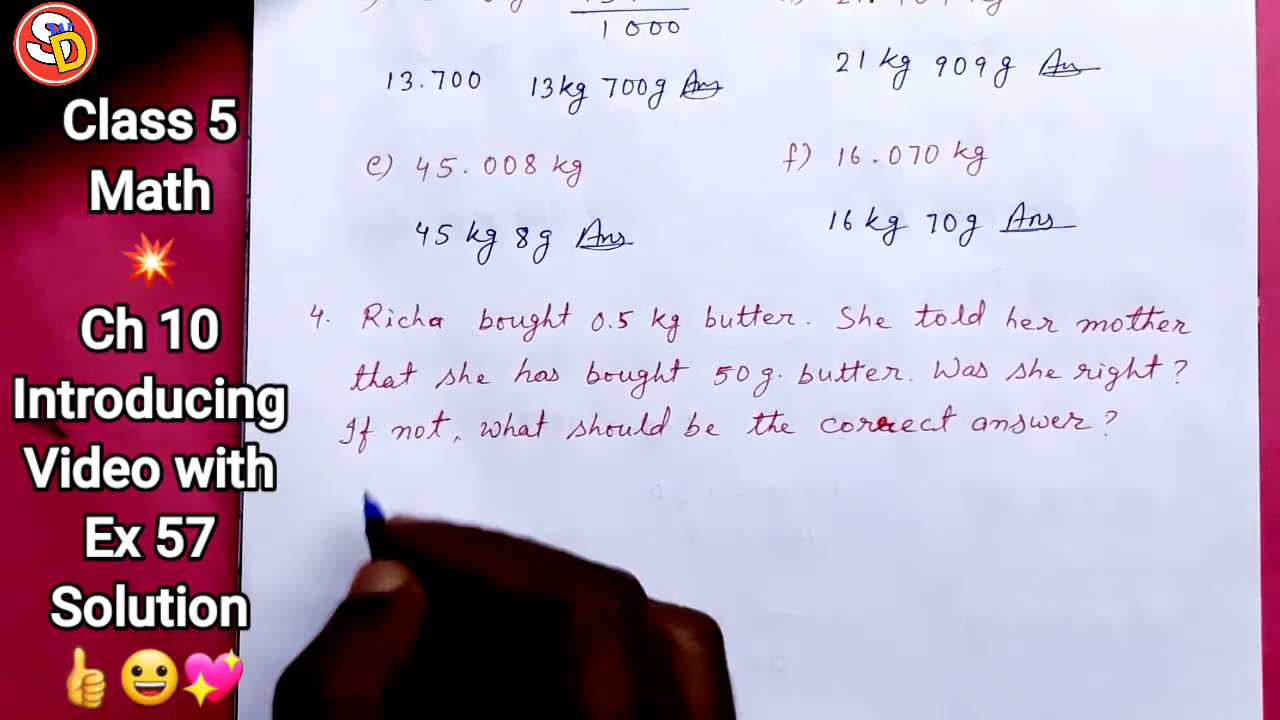 SD
Class 5
Math
Ch 10
Introducing
Video with
Ex 57
Solution
1000
13.700 13kg 700g Ans
21 kg 909g Ans
e) 45.008 kg
f) 16.070 kg
45 kg 8g Ans
16 kg 70g Ans
4. Richa bought 0.5 kg butter. She told her mother
that she has bought 50g. butter. Was she right?
If not, what should be the correct answer?